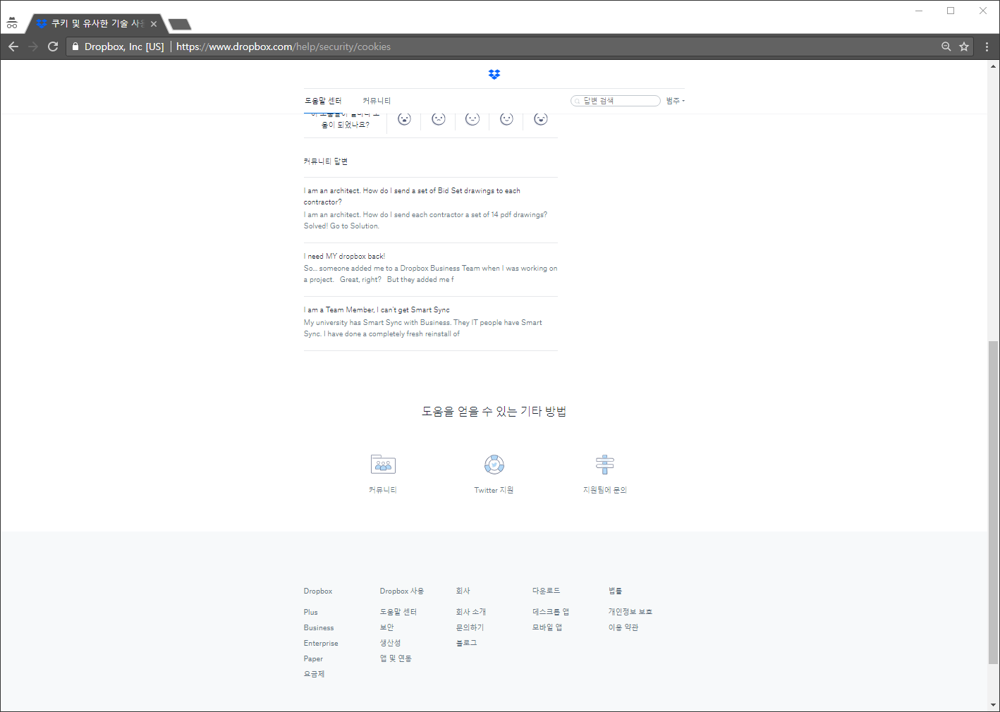 쿠키 및 유사한 기술 사용
Dropbox, Inc [US] | https://www.dropbox.com/help/security/cookies
도움말 센터
커뮤니티
답변 검색
범주
움이 되었나요?
커뮤니티 답변
I am an architect. How do I send a set of Bid Set drawings to each
contractor?
I am an architect. How do I send each contractor a set of 14 pdf drawings?
Solved! Go to Solution.
I need MY dropbox back!
So... someone added me to a Dropbox Business Team when I was working on
a project. Great, right? But they added me f
I am a Team Member, I can't get Smart Sync
My university has Smart Sync with Business. They IT people have Smart
Sync. I have done a completely fresh reinstall of
도움을 얻을 수 있는 기타 방법
커뮤니티
Twitter 지원
지원팀에 문의
Dropbox
Plus
Business
Enterprise
Paper
요금제
Dropbox 사용
도움말 센터
보안
생산성
앱 및 연동
회사
회사 소개
문의하기
블로그
다운로드
데스크톱 앱
모바일 앱
법률
개인정보 보호
이용 약관